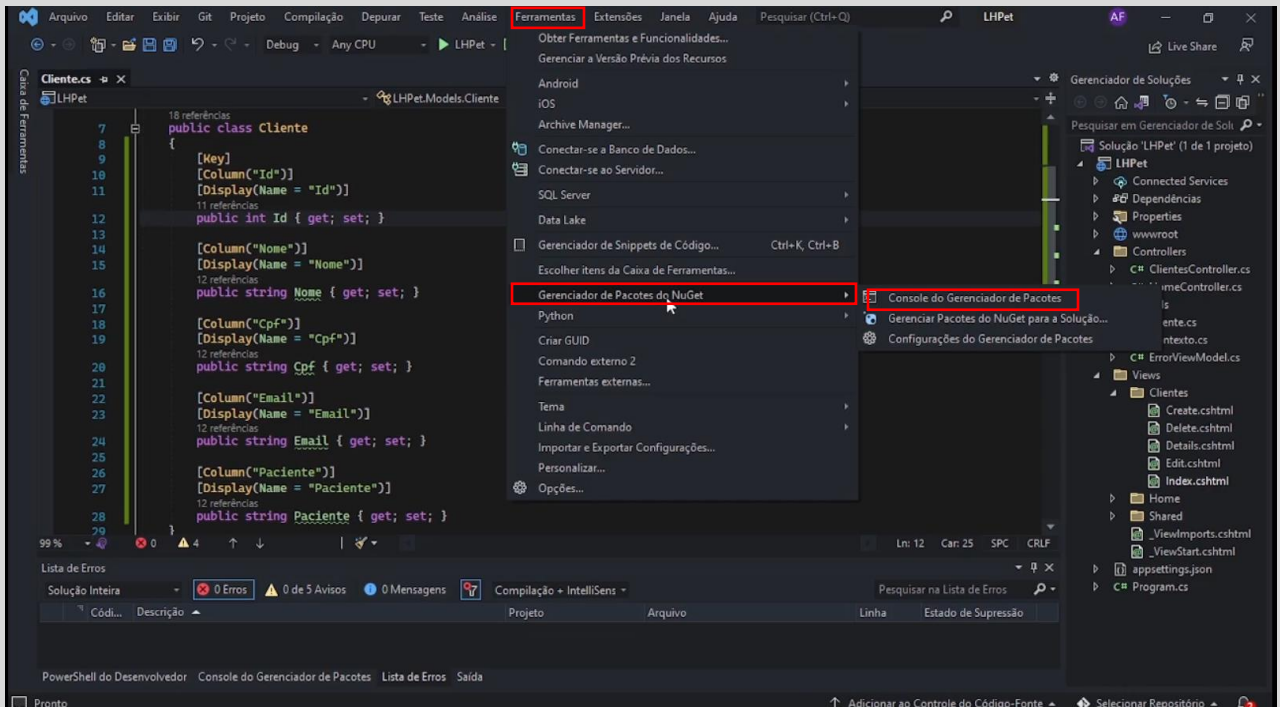 Arquivo Editar Exibir Git Projeto Compilação Depurar Teste Análise Ferramentas Extensões Janela Ajuda Pesquisar (Ctrl+Q) LHPet AF
Debug Any CPU LHPet Live Share
Caixa de Ferramentas
Cliente.cs
LHPet LHPet.Models.Cliente
18 referências
7 public class Cliente
8 {
9 [Key]
10 [Column("Id")]
11 [Display(Name = "Id")]
11 referências
12 public int Id { get; set; }
13
14 [Column("Nome")]
15 [Display(Name = "Nome")]
12 referências
16 public string Nome { get; set; }
17
18 [Column("Cpf")]
19 [Display(Name = "Cpf")]
12 referências
20 public string Cpf { get; set; }
21
22 [Column("Email")]
23 [Display(Name = "Email")]
12 referências
24 public string Email { get; set; }
25
26 [Column("Paciente")]
27 [Display(Name = "Paciente")]
12 referências
28 public string Paciente { get; set; }
29 }
Obter Ferramentas e Funcionalidades...
Gerenciar a Versão Prévia dos Recursos
Android
iOS
Archive Manager...
Conectar-se a Banco de Dados...
Conectar-se ao Servidor...
SQL Server
Data Lake
Gerenciador de Snippets de Código... Ctrl+K, Ctrl+B
Escolher itens da Caixa de Ferramentas...
Gerenciador de Pacotes do NuGet
Python
Criar GUID
Comando externo 2
Ferramentas externas...
Tema
Linha de Comando
Importar e Exportar Configurações...
Personalizar...
Opções...
Console do Gerenciador de Pacotes
Gerenciar Pacotes do NuGet para a Solução...
Configurações do Gerenciador de Pacotes
Gerenciador de Soluções
Pesquisar em Gerenciador de Solu
Solução 'LHPet' (1 de 1 projeto)
LHPet
Connected Services
Dependências
Properties
wwwroot
Controllers
C# ClientesController.cs
HomeController.cs
ls
ente.cs
ntexto.cs
C# ErrorViewModel.cs
Views
Clientes
Create.cshtml
Delete.cshtml
Details.cshtml
Edit.cshtml
Index.cshtml
Home
Shared
_ViewImports.cshtml
_ViewStart.cshtml
appsettings.json
C# Program.cs
99 % 0 4 Ln: 12 Car: 25 SPC CRLF
Lista de Erros
Solução Inteira 0 Erros 0 de 5 Avisos 0 Mensagens Compilação + IntelliSens Pesquisar na Lista de Erros
Códi... Descrição Projeto Arquivo Linha Estado de Supressão
PowerShell do Desenvolvedor Console do Gerenciador de Pacotes Lista de Erros Saída
Pronto Adicionar ao Controle do Código-Fonte Selecionar Repositório 2